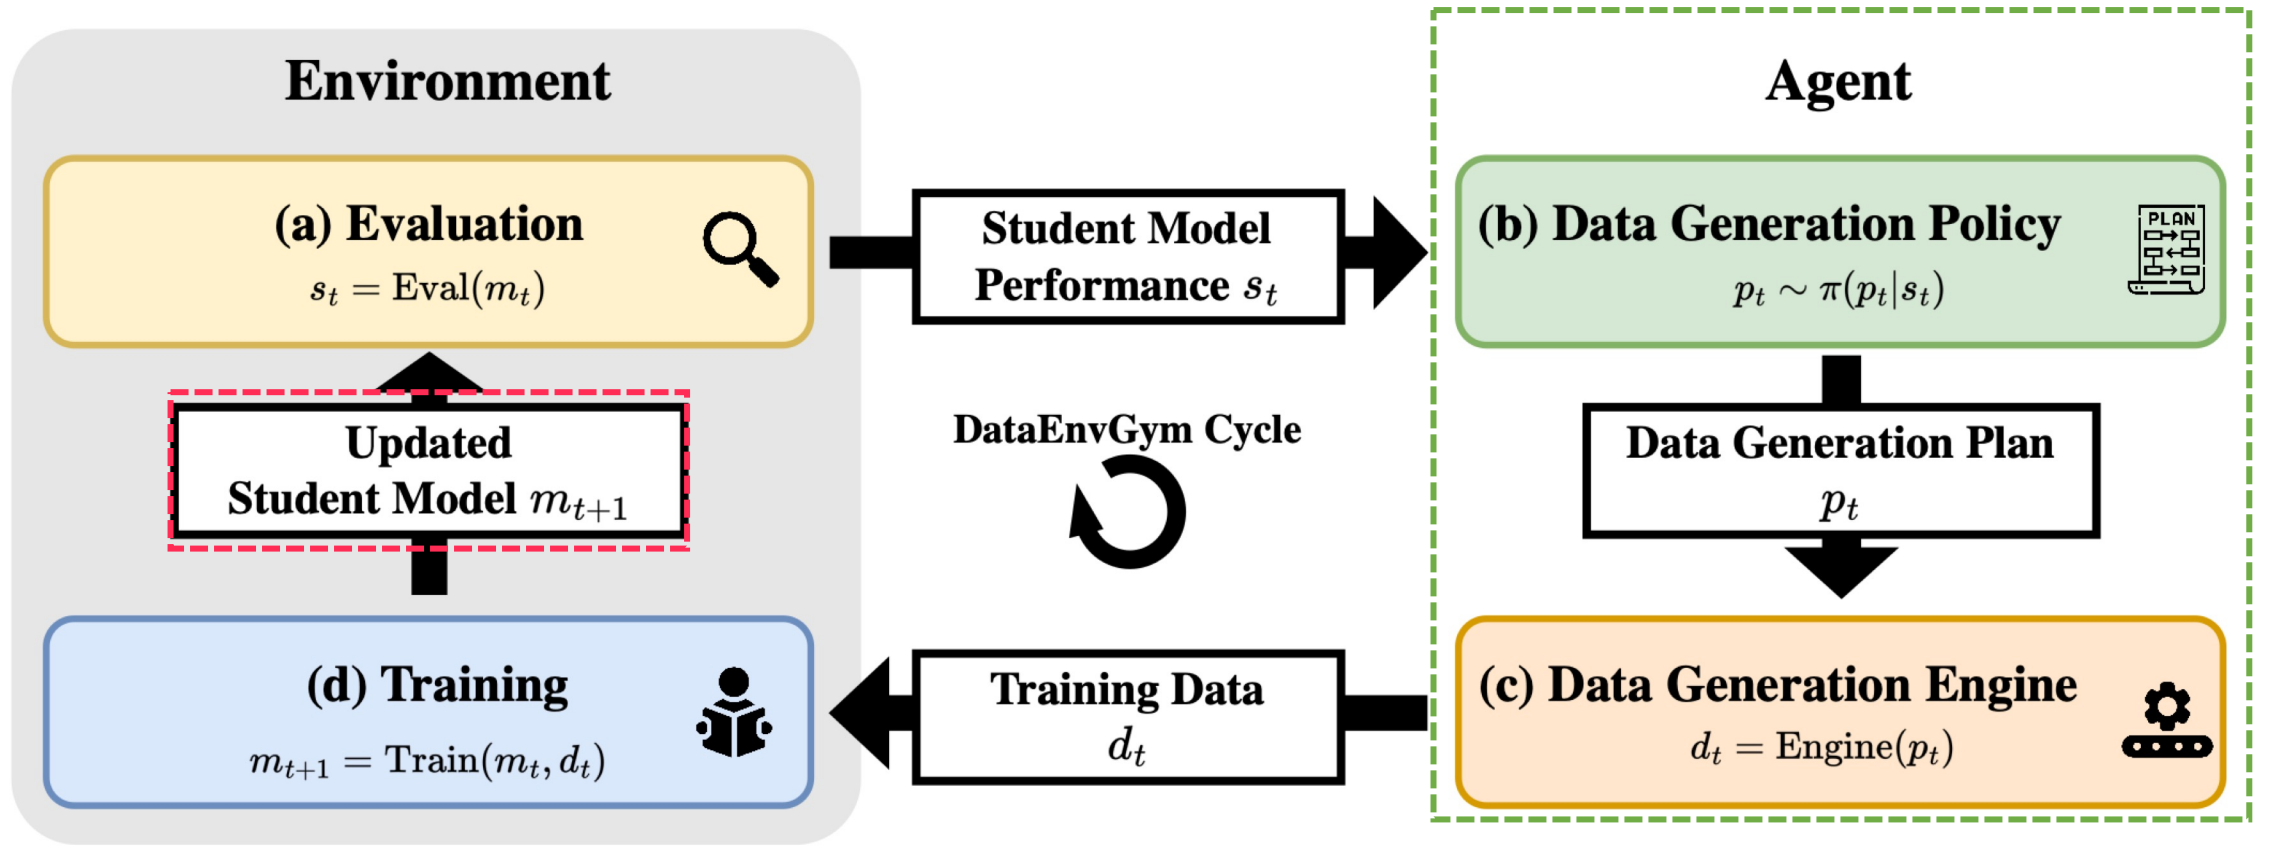 Environment
(a) Evaluation
s_t = Eval(m_t)
Student Model
Performance s_t
Agent
(b) Data Generation Policy
p_t ∼ π(p_t|s_t)
PLAN
Updated
Student Model m_{t+1}
DataEnvGym Cycle
Data Generation Plan
p_t
(d) Training
m_{t+1} = Train(m_t, d_t)
Training Data
d_t
(c) Data Generation Engine
d_t = Engine(p_t)